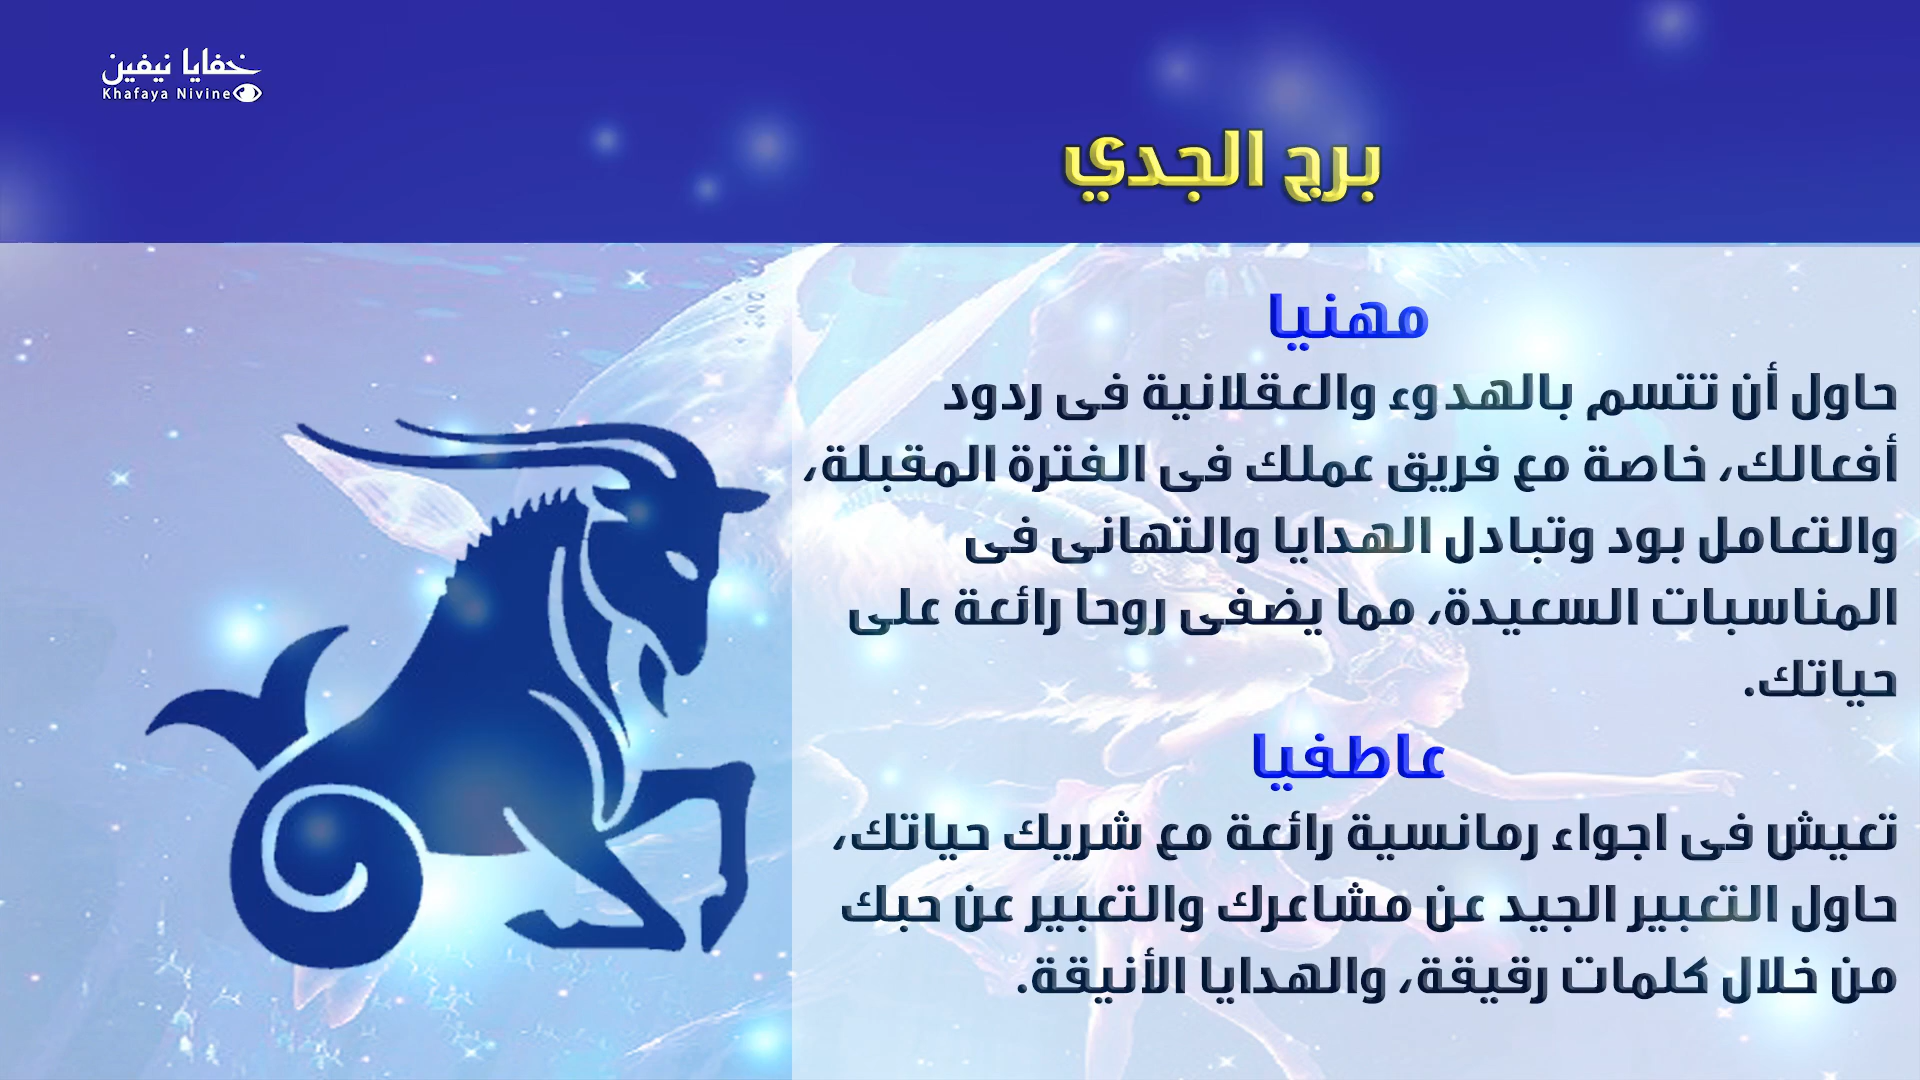 خفايا نيفين
Khafaya Nivine
برج الجدي
مهنيا
حاول أن تتسم بالهدوء والعقلانية فى ردود
أفعالك، خاصة مع فريق عملك فى الفترة المقبلة،
والتعامل بود وتبادل الهدايا والتهانى فى
المناسبات السعيدة، مما يضفى روحا رائعة على
حياتك.
عاطفيا
تعيش فى اجواء رمانسية رائعة مع شريك حياتك،
حاول التعبير الجيد عن مشاعرك والتعبير عن حبك
من خلال كلمات رقيقة، والهدايا الأنيقة.